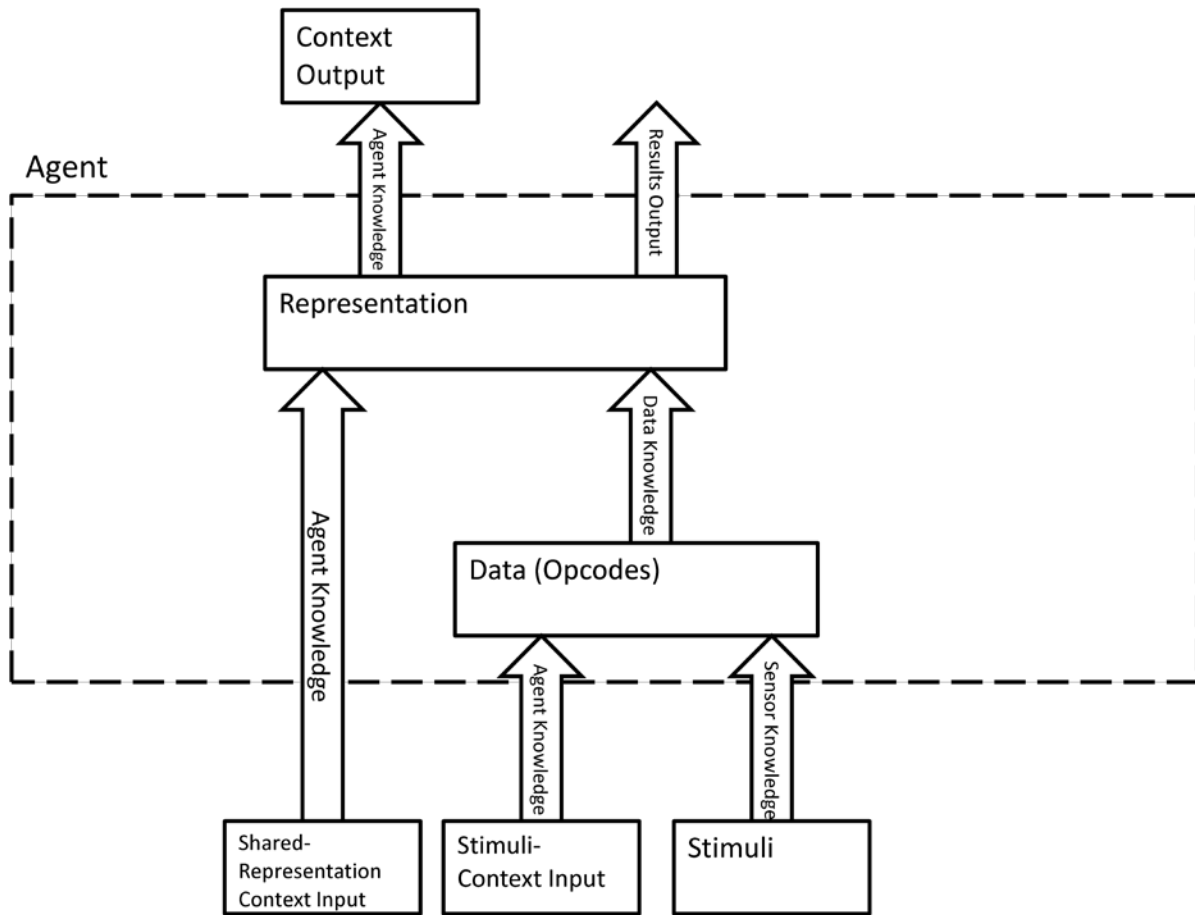 Context
Output
Agent Knowledge
Results Output
Agent
Representation
Agent Knowledge
Data Knowledge
Data (Opcodes)
Agent Knowledge
Sensor Knowledge
Shared-
Representation
Context Input
Stimuli-
Context Input
Stimuli